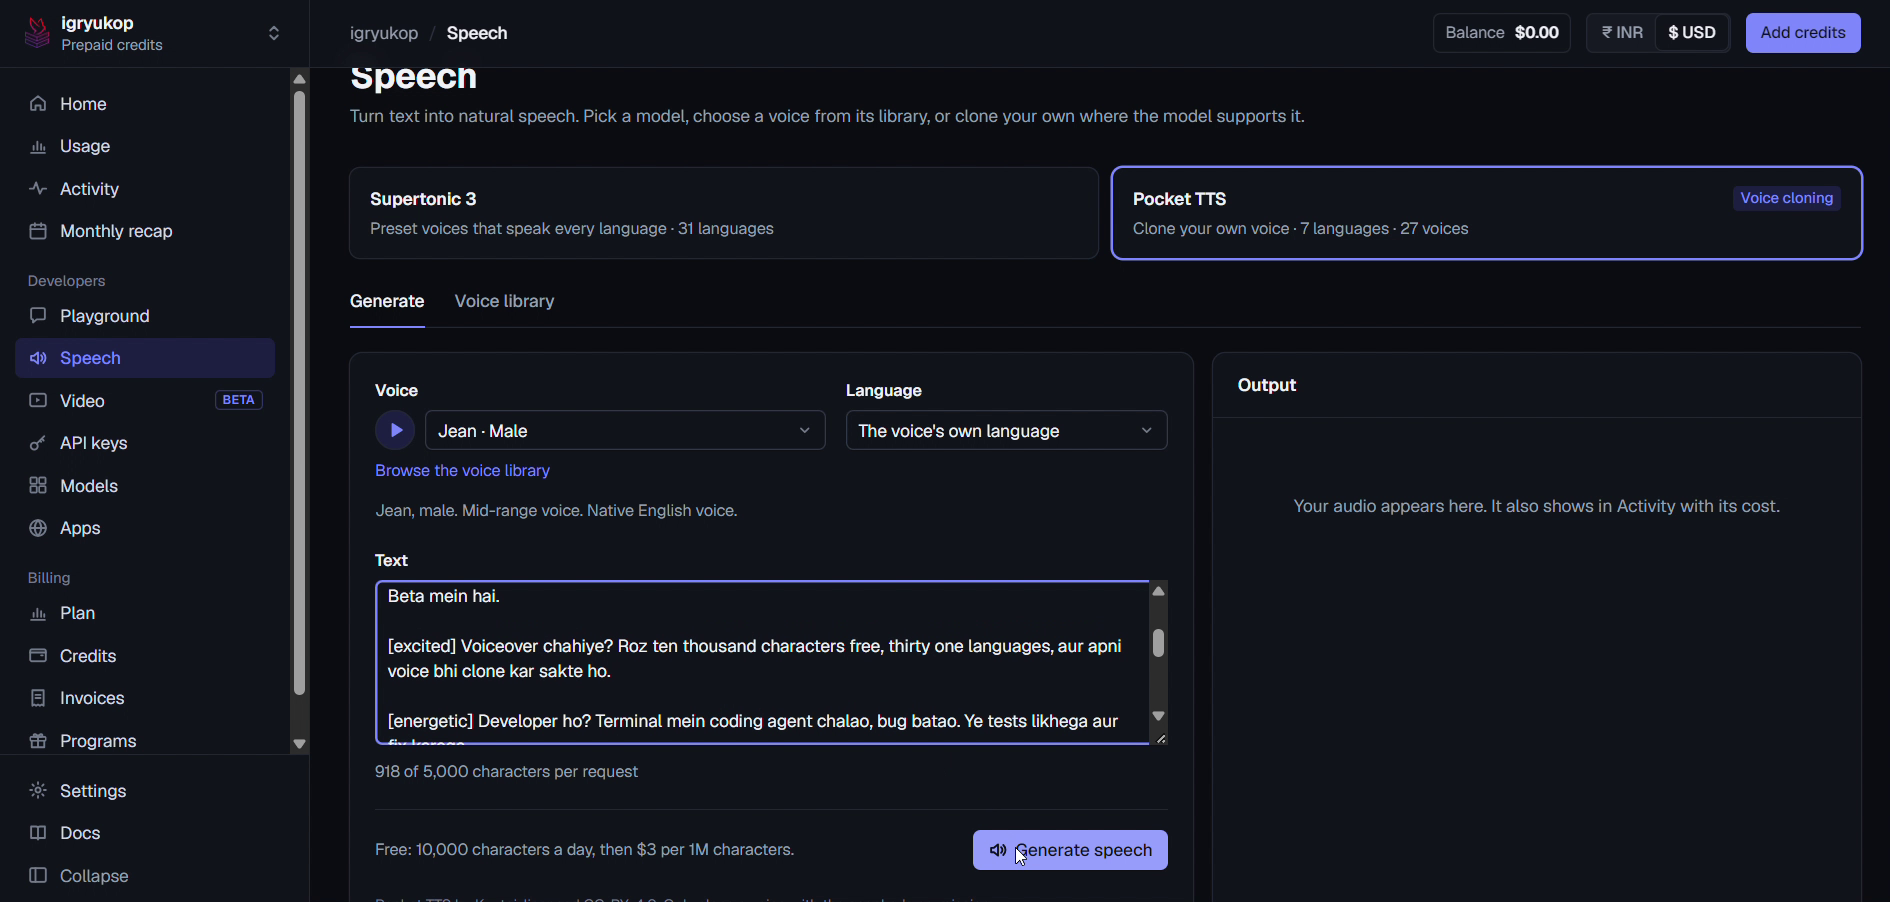 igryukop
Prepaid credits
Home
Usage
Activity
Monthly recap
Developers
Playground
Speech
Video BETA
API keys
Models
Apps
Billing
Plan
Credits
Invoices
Programs
Settings
Docs
Collapse
igryukop / Speech
Balance $0.00
₹ INR $ USD
Add credits
Speech
Turn text into natural speech. Pick a model, choose a voice from its library, or clone your own where the model supports it.
Supertonic 3
Preset voices that speak every language · 31 languages
Pocket TTS Voice cloning
Clone your own voice · 7 languages · 27 voices
Generate Voice library
Voice
Jean · Male
Language
The voice's own language
Browse the voice library
Jean, male. Mid-range voice. Native English voice.
Text
Beta mein hai.
[excited] Voiceover chahiye? Roz ten thousand characters free, thirty one languages, aur apni
voice bhi clone kar sakte ho.
[energetic] Developer ho? Terminal mein coding agent chalao, bug batao. Ye tests likhega aur
918 of 5,000 characters per request
Free: 10,000 characters a day, then $3 per 1M characters.
Generate speech
Output
Your audio appears here. It also shows in Activity with its cost.